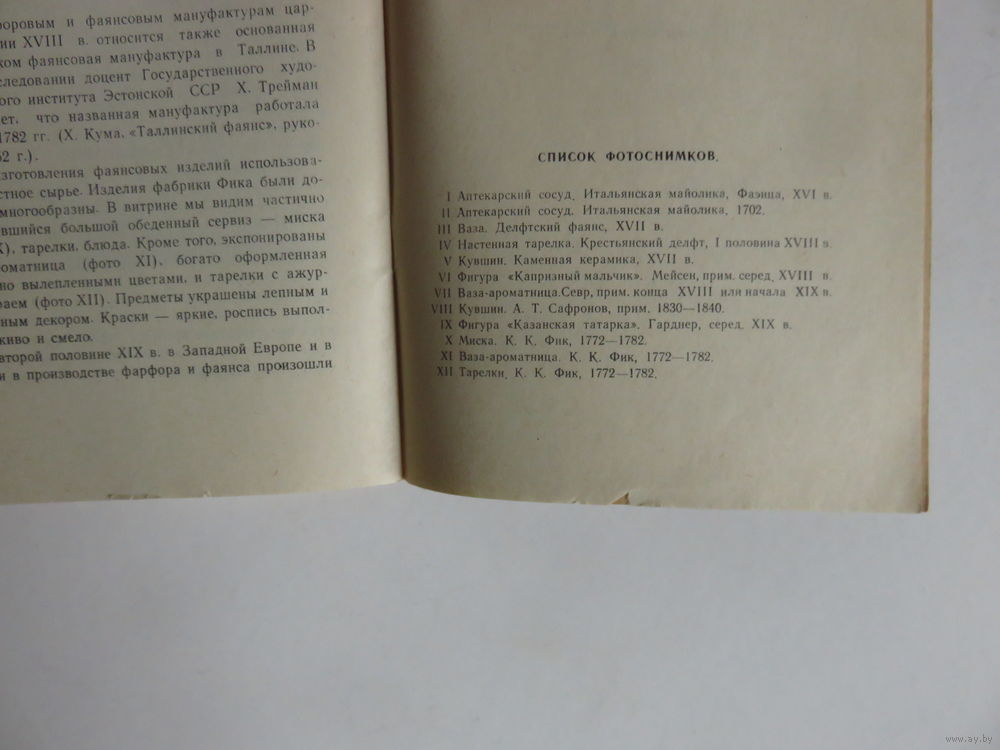 форовым и фаянсовым мануфактурам цар-
ии XVIII в. относится также основанная
ком фаянсовая мануфактура в Таллине. В
следовании доцент Государственного худо-
ого института Эстонской ССР Х. Трейман
ет, что названная мануфактура работала
1782 гг. (Х. Кума, «Таллинский фаянс», руко-
2 г.).
зготовления фаянсовых изделий использова-
стное сырье. Изделия фабрики Фика были до-
многообразны. В витрине мы видим частично
вшийся большой обеденный сервиз — миска
X), тарелки, блюда. Кроме того, экспонированы
оматница (фото XI), богато оформленная
но вылепленными цветами, и тарелки с ажур-
раем (фото XII). Предметы украшены лепным и
ным декором. Краски — яркие, роспись выпол-
живо и смело.
второй половине XIX в. в Западной Европе и в
и в производстве фарфора и фаянса произошли
СПИСОК ФОТОСНИМКОВ.
I Аптекарский сосуд. Итальянская майолика, Фаэнца, XVI в.
II Аптекарский сосуд. Итальянская майолика, 1702.
III Ваза. Делфтский фаянс, XVII в.
IV Настенная тарелка. Крестьянский делфт, I половина XVIII в.
V Кувшин. Каменная керамика, XVII в.
VI Фигура «Капризный мальчик». Мейсен, прим. серед. XVIII в.
VII Ваза-ароматница. Севр, прим. конца XVIII или начала XIX в.
VIII Кувшин. А. Т. Сафронов, прим. 1830—1840.
IX Фигура «Казанская татарка». Гарднер, серед. XIX в.
X Миска. К. К. Фик, 1772—1782.
XI Ваза-ароматница. К. К. Фик, 1772—1782.
XII Тарелки. К. К. Фик, 1772—1782.
www.ay.by